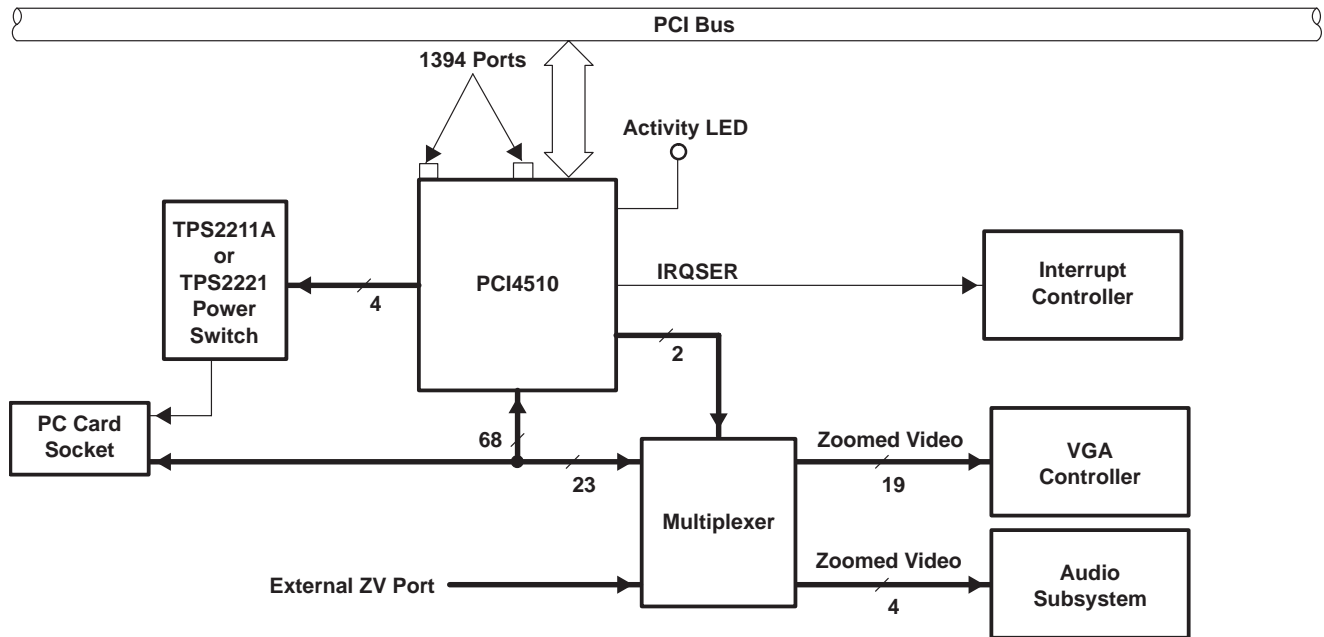 PCI Bus
1394 Ports
Activity LED
TPS2211A
or
TPS2221
Power
Switch
4
PCI4510
IRQSER
Interrupt
Controller
2
PC Card
Socket
68
23
Multiplexer
Zoomed Video
19
VGA
Controller
External ZV Port
Zoomed Video
4
Audio
Subsystem